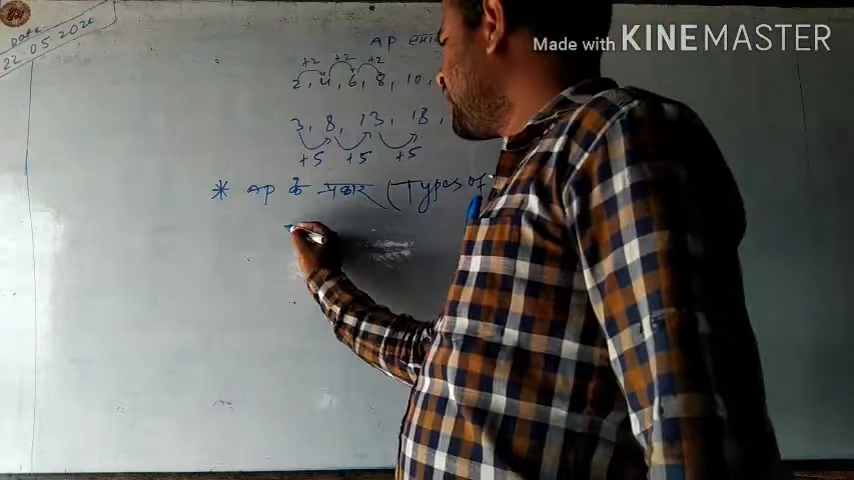 Date
22.05.2020
Made with KINEMASTER
AP
+2 +2 +2
2, 4, 6, 8, 10,
3, 8, 13, 18,
+5 +5 +5
* AP के प्रकार (Types of